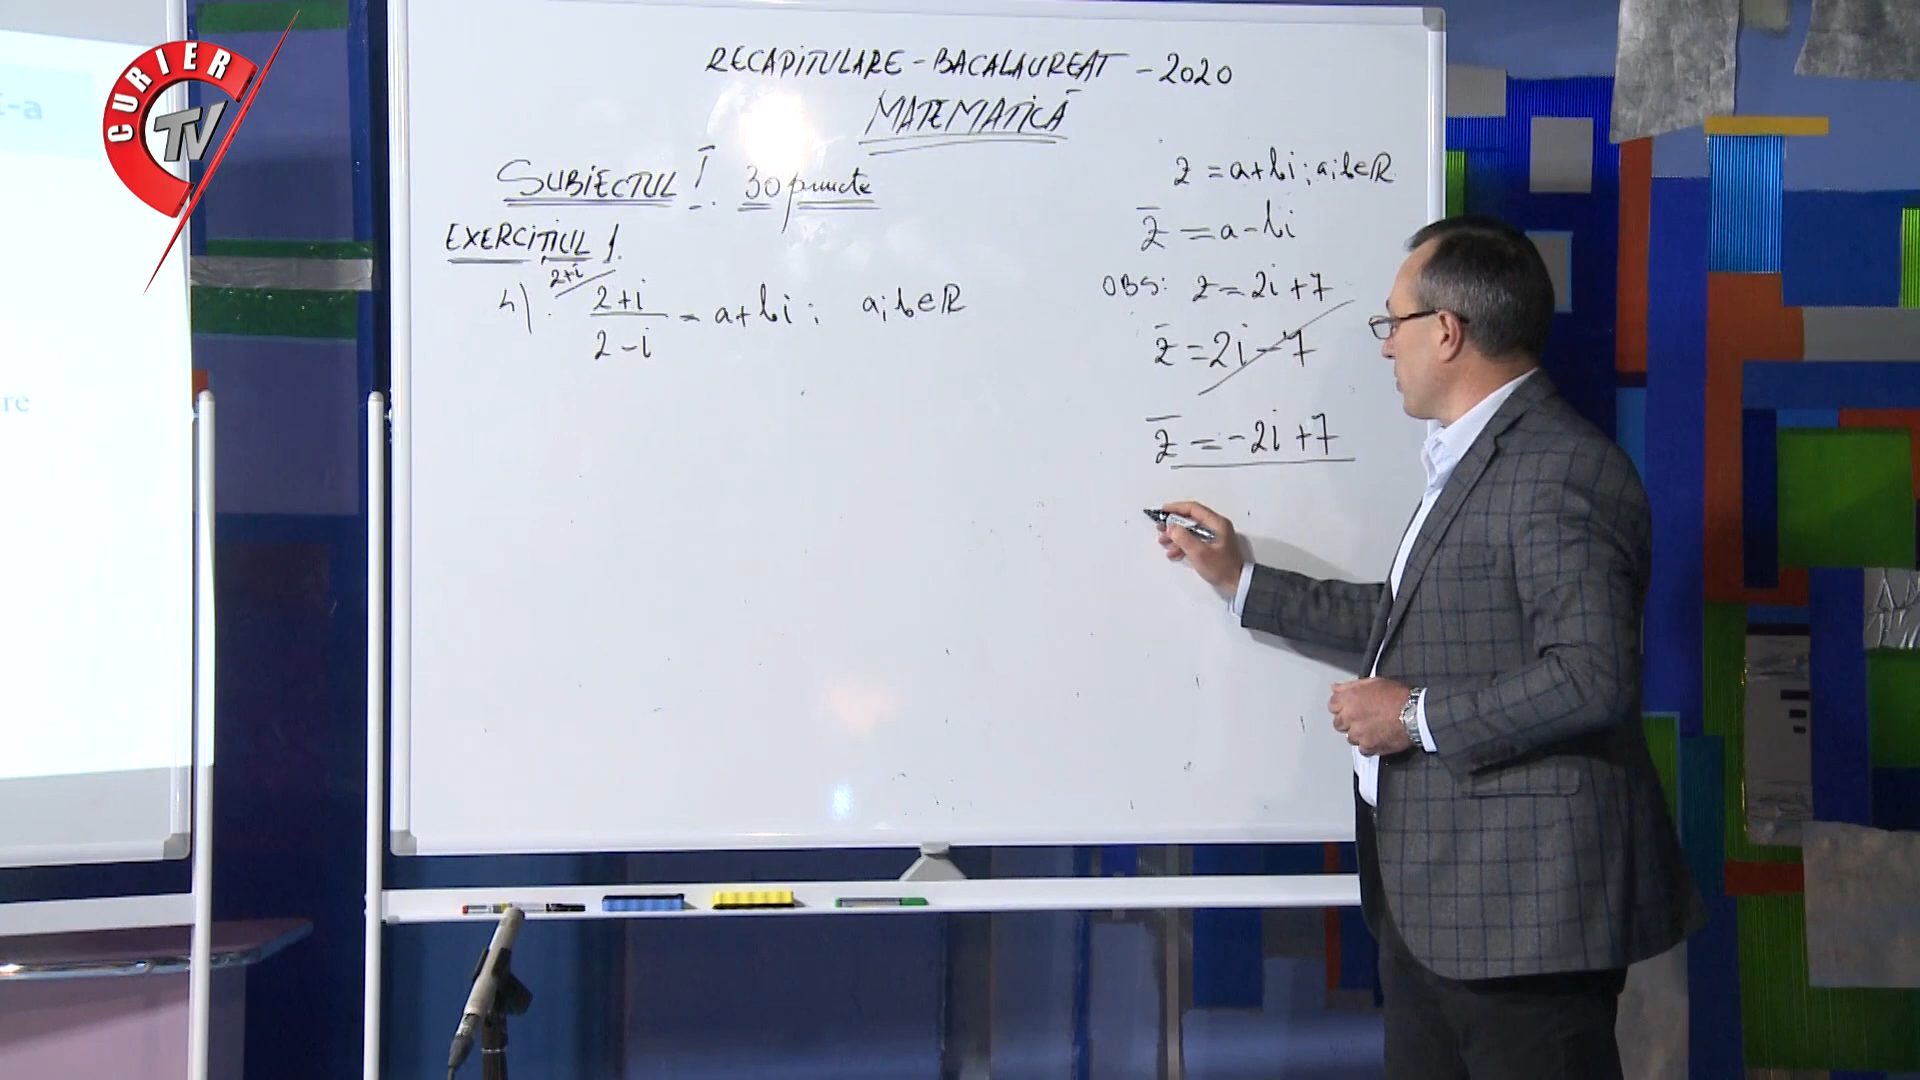 CURIER
TV
t-a
re
RECAPITULARE - BACALAUREAT - 2020
MATEMATICĂ
SUBIECTUL I. 30 puncte
EXERCIȚIUL 1.
2+i
2+i
4) — = a+bi ; a;b∈R
2-i
z = a+bi ; a;b∈R
z̅ = a-bi
OBS: z = 2i+7
z̅ = 2i-7
z̅ = -2i+7